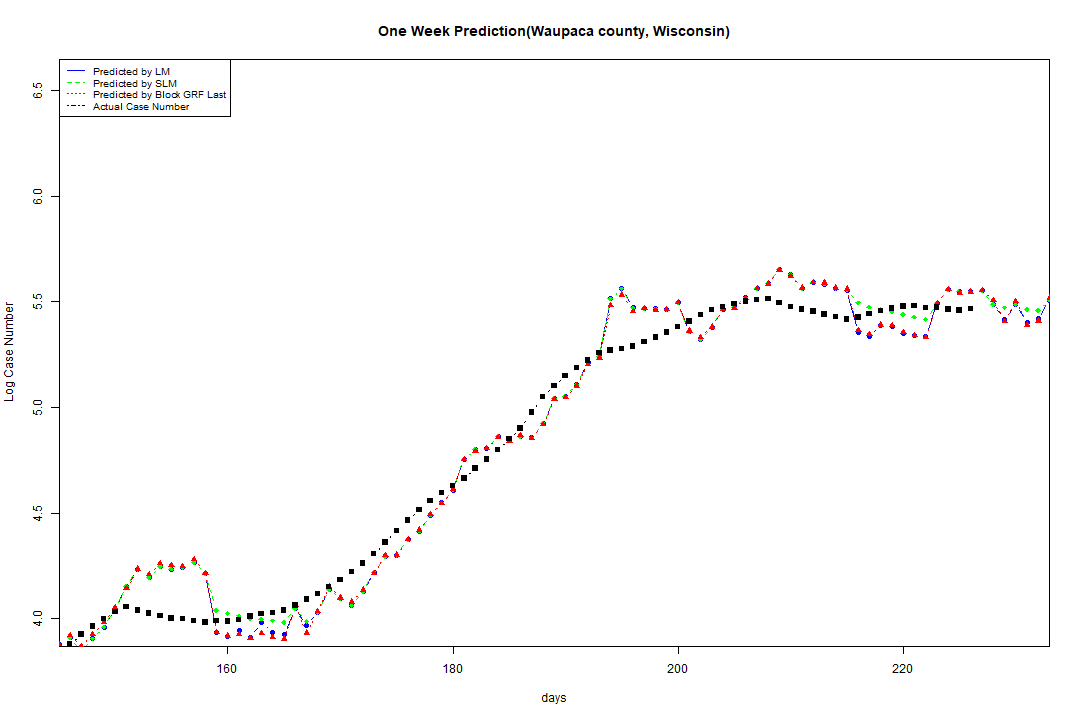 One Week Prediction(Waupaca county, Wisconsin)
Predicted by LM
Predicted by SLM
Predicted by Block GRF Last
Actual Case Number
6.5
6.0
5.5
5.0
4.5
4.0
Log Case Number
160 180 200 220
days